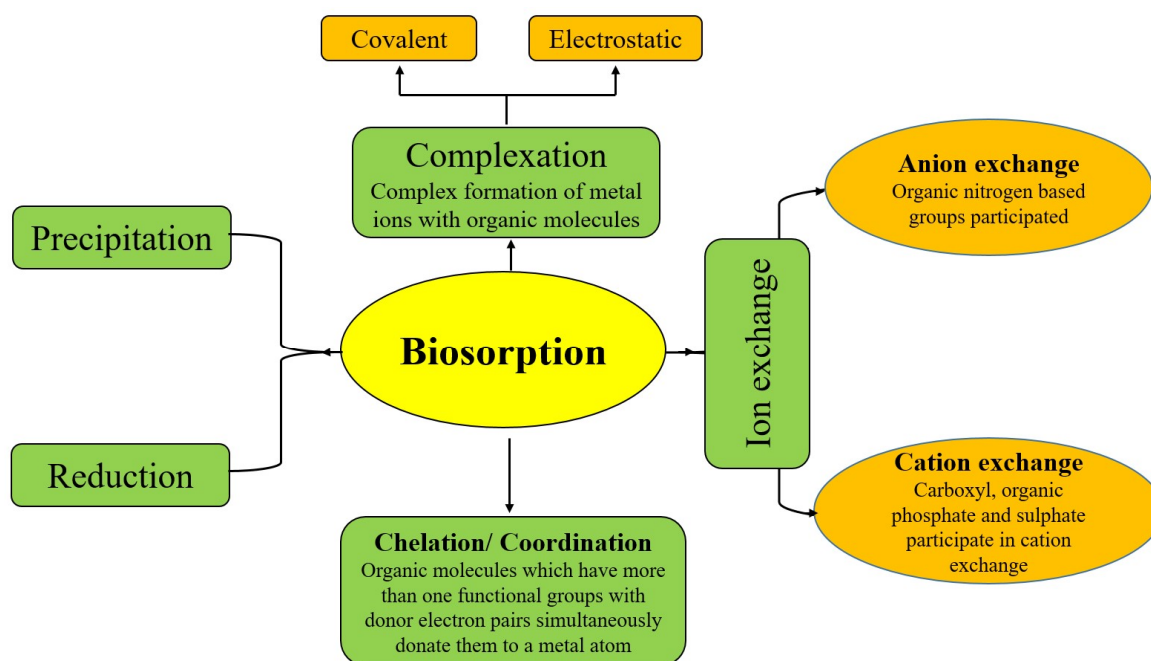 Covalent
Electrostatic
Complexation
Complex formation of metal
ions with organic molecules
Anion exchange
Organic nitrogen based
groups participated
Precipitation
Biosorption
Ion exchange
Reduction
Cation exchange
Carboxyl, organic
phosphate and sulphate
participate in cation
exchange
Chelation/ Coordination
Organic molecules which have more
than one functional groups with
donor electron pairs simultaneously
donate them to a metal atom